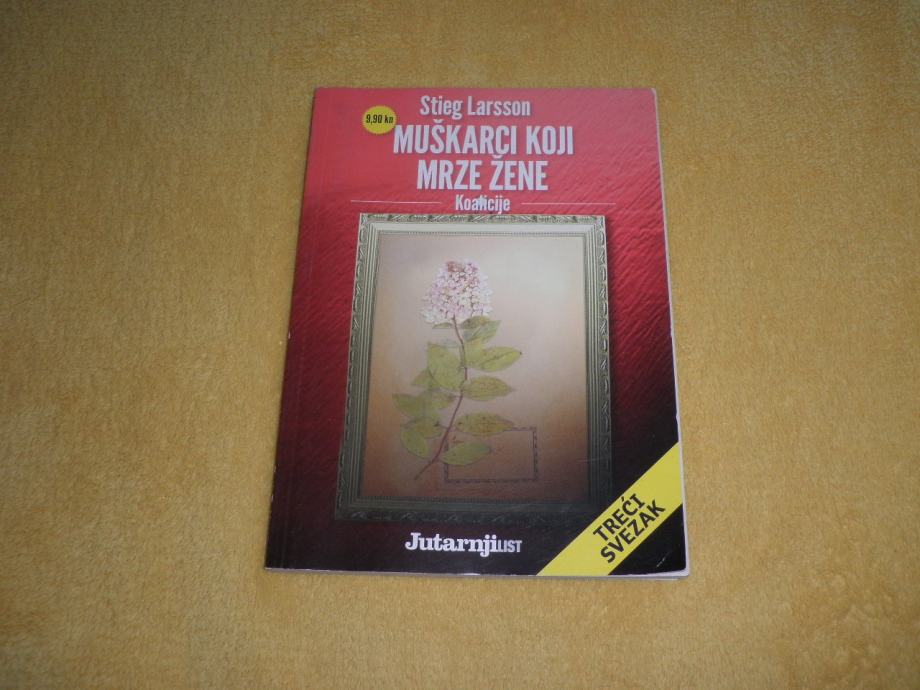 Stieg Larsson
9,90 kn
MUŠKARCI KOJI
MRZE ŽENE
Koalicije
JutarnjiLIST
TREĆI
SVEZAK